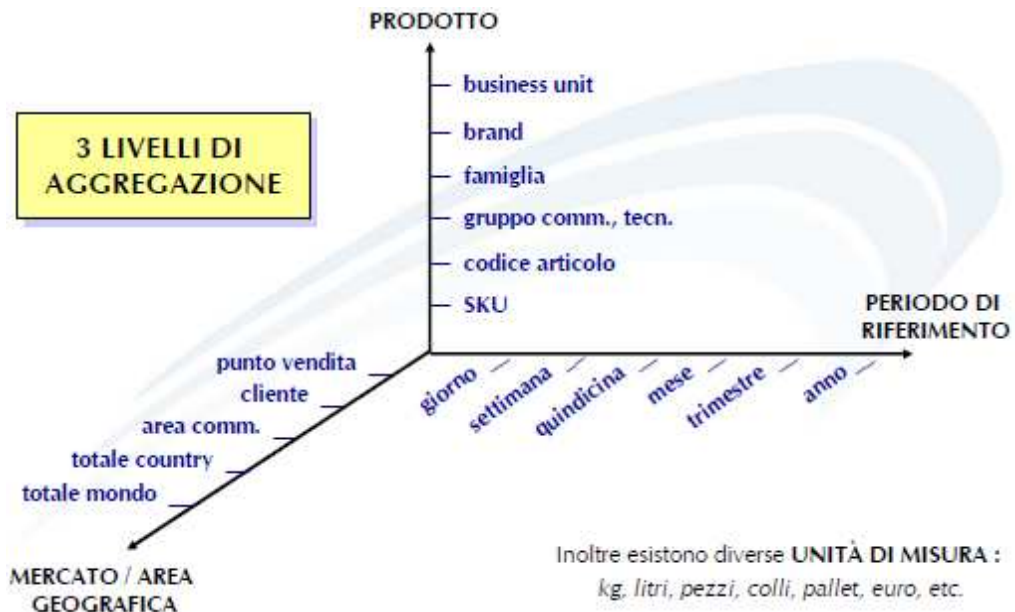 PRODOTTO
business unit
brand
famiglia
gruppo comm., tecn.
codice articolo
SKU
3 LIVELLI DI
AGGREGAZIONE
PERIODO DI
RIFERIMENTO
giorno
settimana
quindicina
mese
trimestre
anno
punto vendita
cliente
area comm.
totale country
totale mondo
MERCATO / AREA
GEOGRAFICA
Inoltre esistono diverse UNITÀ DI MISURA :
kg, litri, pezzi, colli, pallet, euro, etc.